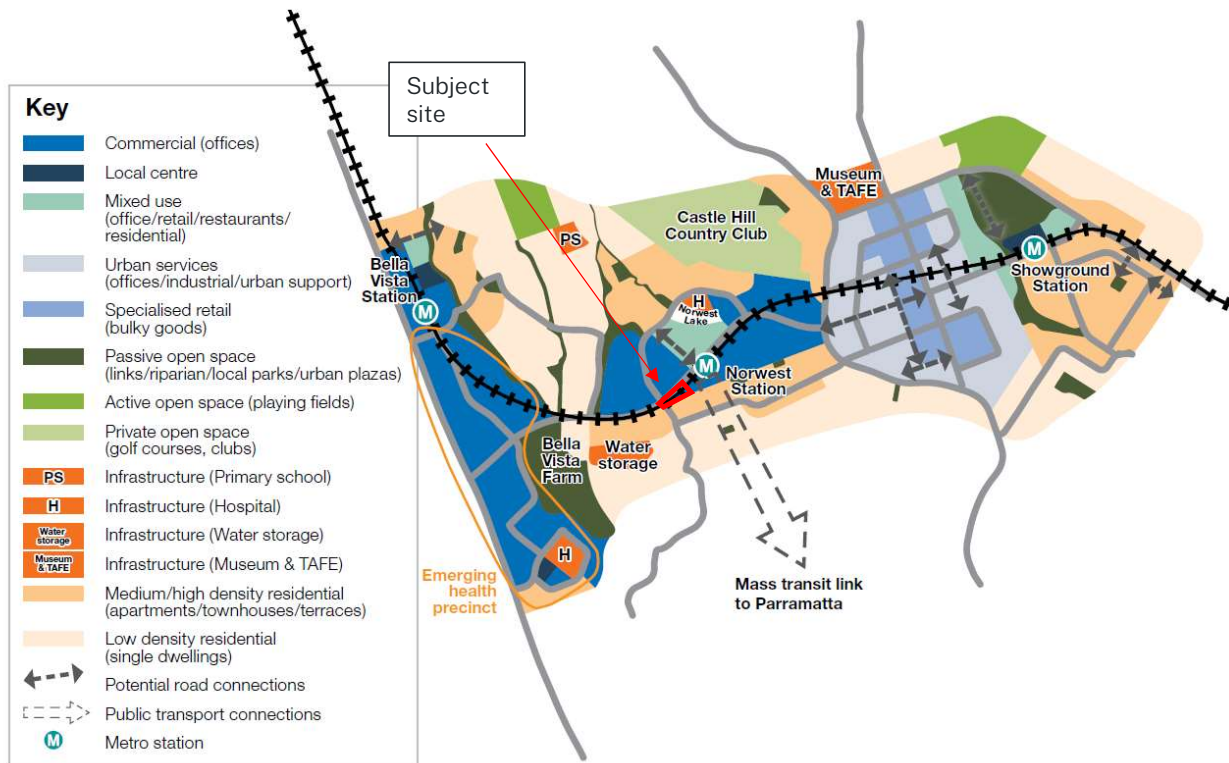 Key
Commercial (offices)
Local centre
Mixed use
(office/retail/restaurants/
residential)
Urban services
(offices/industrial/urban support)
Specialised retail
(bulky goods)
Passive open space
(links/riparian/local parks/urban plazas)
Active open space (playing fields)
Private open space
(golf courses, clubs)
PS
Infrastructure (Primary school)
H
Infrastructure (Hospital)
Water
storage
Infrastructure (Water storage)
Museum
& TAFE
Infrastructure (Museum & TAFE)
Medium/high density residential
(apartments/townhouses/terraces)
Low density residential
(single dwellings)
Potential road connections
Public transport connections
M
Metro station
Subject
site
Museum
& TAFE
Castle Hill
Country Club
PS
Bella
Vista
Station
M
H
Norwest
Lake
M
Norwest
Station
M
Showground
Station
Bella
Vista
Farm
Water
storage
H
Emerging
health
precinct
Mass transit link
to Parramatta